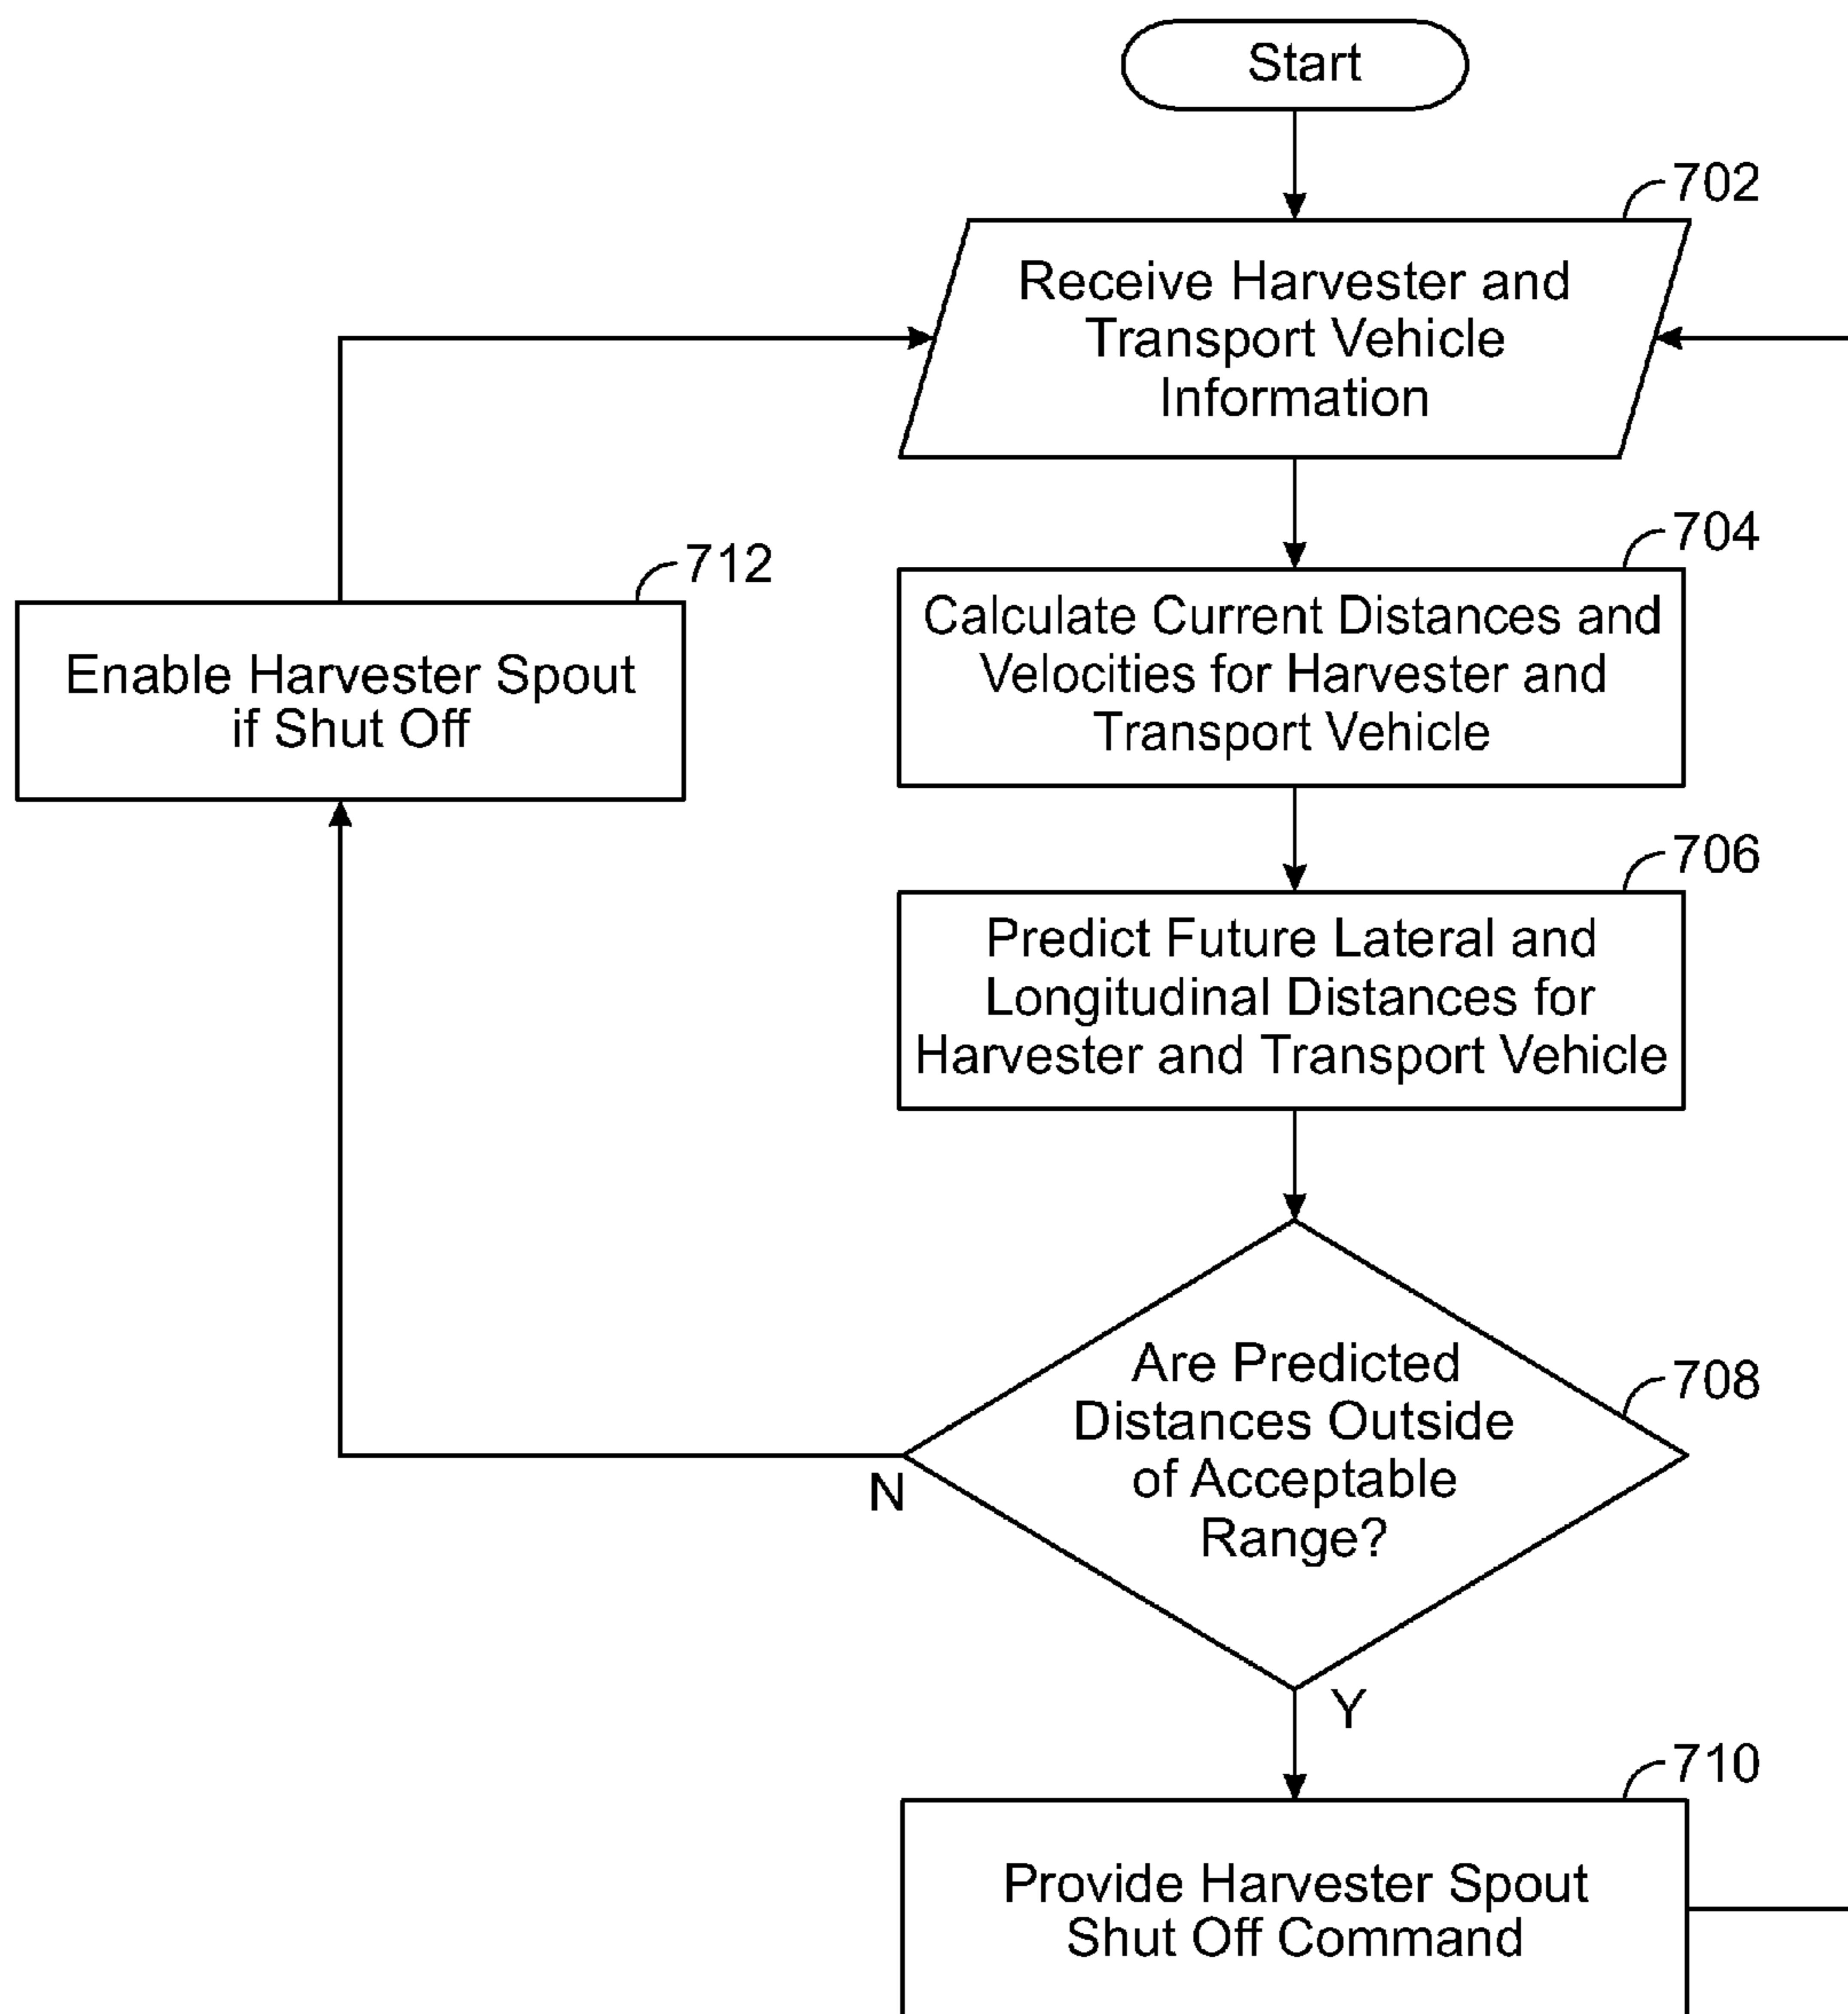 Start
702
Receive Harvester and
Transport Vehicle
Information
704
Calculate Current Distances and
Velocities for Harvester and
Transport Vehicle
712
Enable Harvester Spout
if Shut Off
706
Predict Future Lateral and
Longitudinal Distances for
Harvester and Transport Vehicle
708
Are Predicted
Distances Outside
of Acceptable
Range?
N
Y
710
Provide Harvester Spout
Shut Off Command